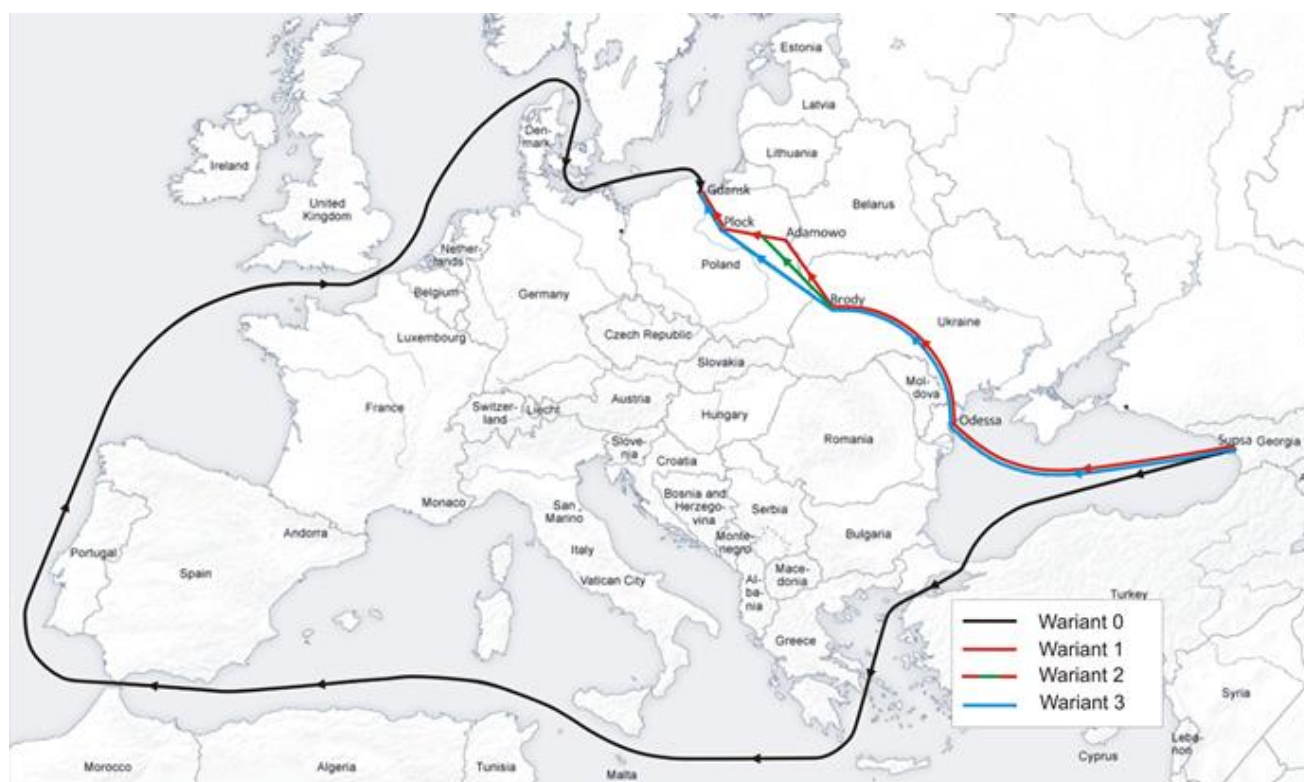 Estonia
Latvia
Den-
mark
Lithuania
Ireland
United
Kingdom
Gdansk
Belarus
Nether-
lands
Plock
Adamowo
Poland
Belgium
Germany
Brody
Ukraine
Luxembourg
Czech Republic
Slovakia
Mol-
dova
France
Switzer-
land
Liecht
Austria
Hungary
Odessa
Romania
Supsa
Georgia
Slove-
nia
Croatia
Monaco
San
Marino
Bosnia and
Herzego-
vina
Serbia
Andorra
Italy
Monte-
negro
Bulgaria
Portugal
Spain
Vatican City
Al-
ba-
nia
Mace-
donia
Turkey
Greece
Wariant 0
Wariant 1
Wariant 2
Wariant 3
Syria
Cyprus
Leba-
non
Morocco
Algeria
Tunisia
Malta